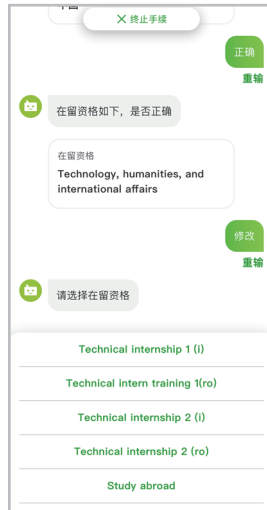 终止手续
正确
重输
在留资格如下，是否正确
在留资格
Technology, humanities, and
international affairs
修改
重输
请选择在留资格
Technical internship 1 (i)
Technical intern training 1(ro)
Technical internship 2 (i)
Technical internship 2 (ro)
Study abroad